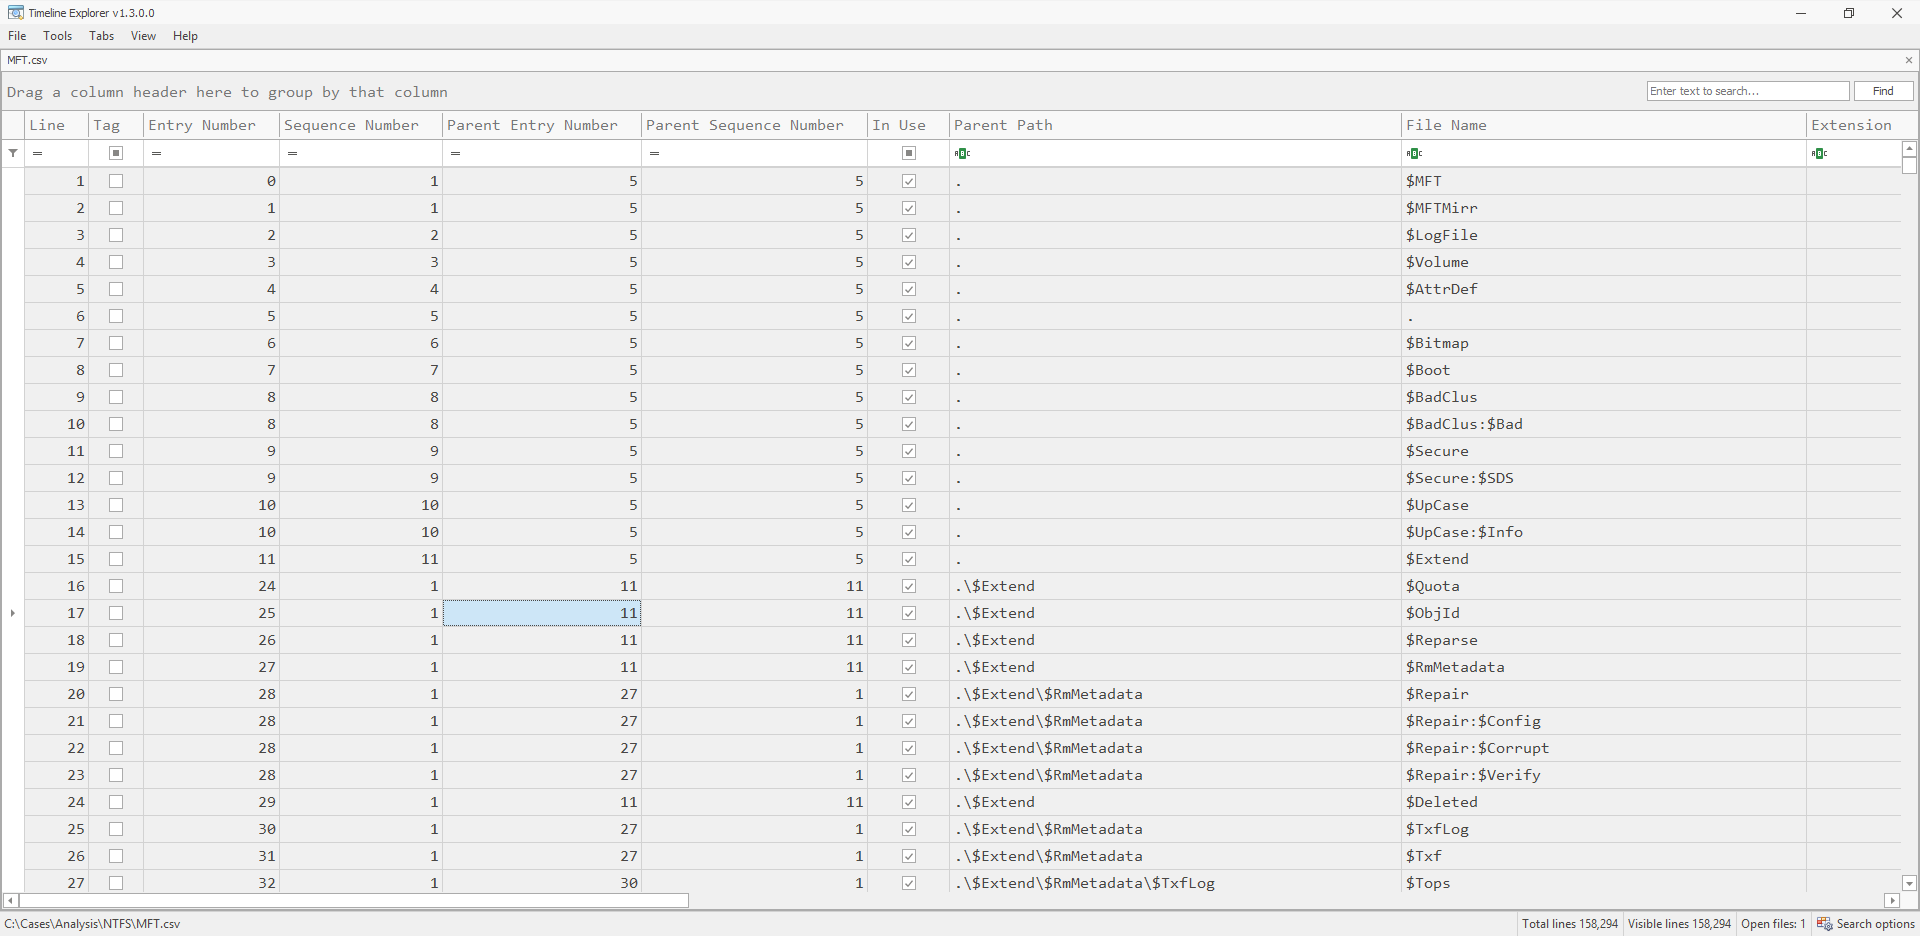 Timeline Explorer v1.3.0.0
File Tools Tabs View Help
MFT.csv
Drag a column header here to group by that column
Enter text to search... Find
Line Tag Entry Number Sequence Number Parent Entry Number Parent Sequence Number In Use Parent Path File Name Extension
= = = = = ABC ABC ABC
1 0 1 5 5 . $MFT
2 1 1 5 5 . $MFTMirr
3 2 2 5 5 . $LogFile
4 3 3 5 5 . $Volume
5 4 4 5 5 . $AttrDef
6 5 5 5 5 . .
7 6 6 5 5 . $Bitmap
8 7 7 5 5 . $Boot
9 8 8 5 5 . $BadClus
10 8 8 5 5 . $BadClus:$Bad
11 9 9 5 5 . $Secure
12 9 9 5 5 . $Secure:$SDS
13 10 10 5 5 . $UpCase
14 10 10 5 5 . $UpCase:$Info
15 11 11 5 5 . $Extend
16 24 1 11 11 .\$Extend $Quota
17 25 1 11 11 .\$Extend $ObjId
18 26 1 11 11 .\$Extend $Reparse
19 27 1 11 11 .\$Extend $RmMetadata
20 28 1 27 1 .\$Extend\$RmMetadata $Repair
21 28 1 27 1 .\$Extend\$RmMetadata $Repair:$Config
22 28 1 27 1 .\$Extend\$RmMetadata $Repair:$Corrupt
23 28 1 27 1 .\$Extend\$RmMetadata $Repair:$Verify
24 29 1 11 11 .\$Extend $Deleted
25 30 1 27 1 .\$Extend\$RmMetadata $TxfLog
26 31 1 27 1 .\$Extend\$RmMetadata $Txf
27 32 1 30 1 .\$Extend\$RmMetadata\$TxfLog $Tops
C:\Cases\Analysis\NTFS\MFT.csv Total lines 158,294 Visible lines 158,294 Open files: 1 Search options